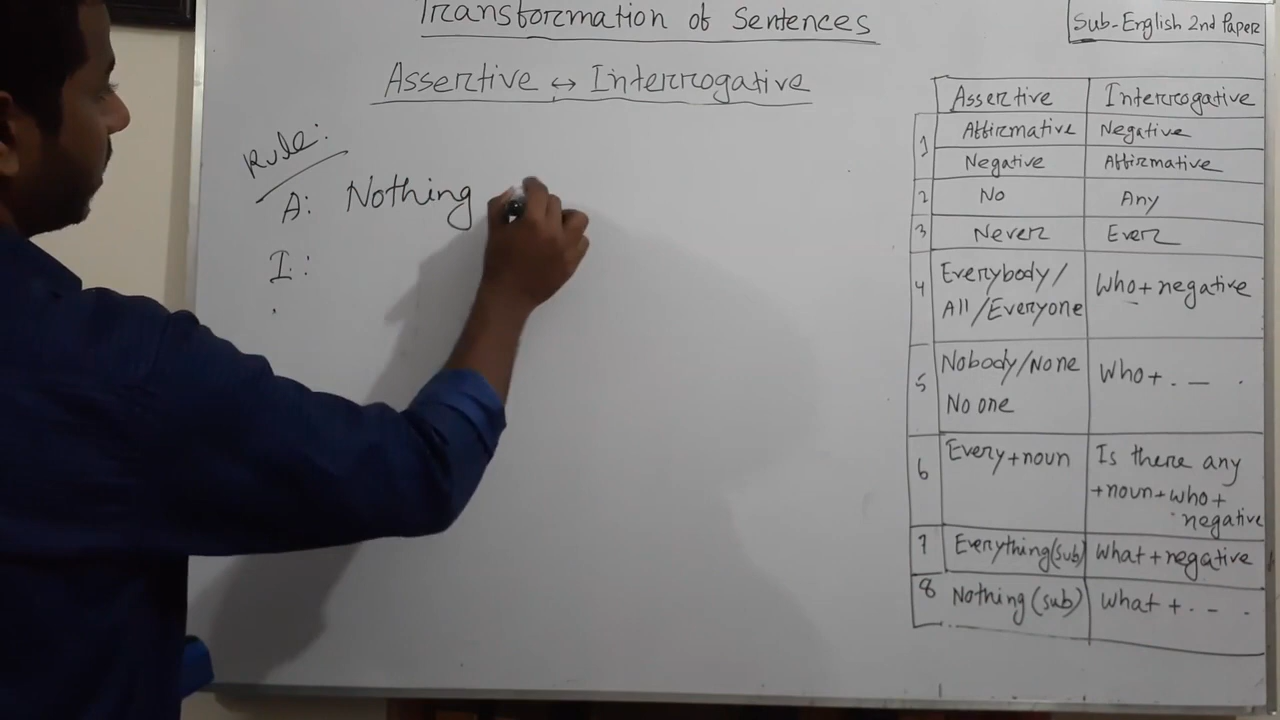 Transformation of Sentences
Sub-English 2nd Paper
Assertive ↔ Interrogative
Rule:
A: Nothing
I:
Assertive Interrogative
1 Affirmative Negative
Negative Affirmative
2 No Any
3 Never Ever
4 Everybody/ Who+negative
All/Everyone
5 Nobody/None Who+ . — .
No one
6 Every+noun Is there any
+noun+who+
negative
7 Everything(sub) What+negative
8 Nothing (sub) What + . - .